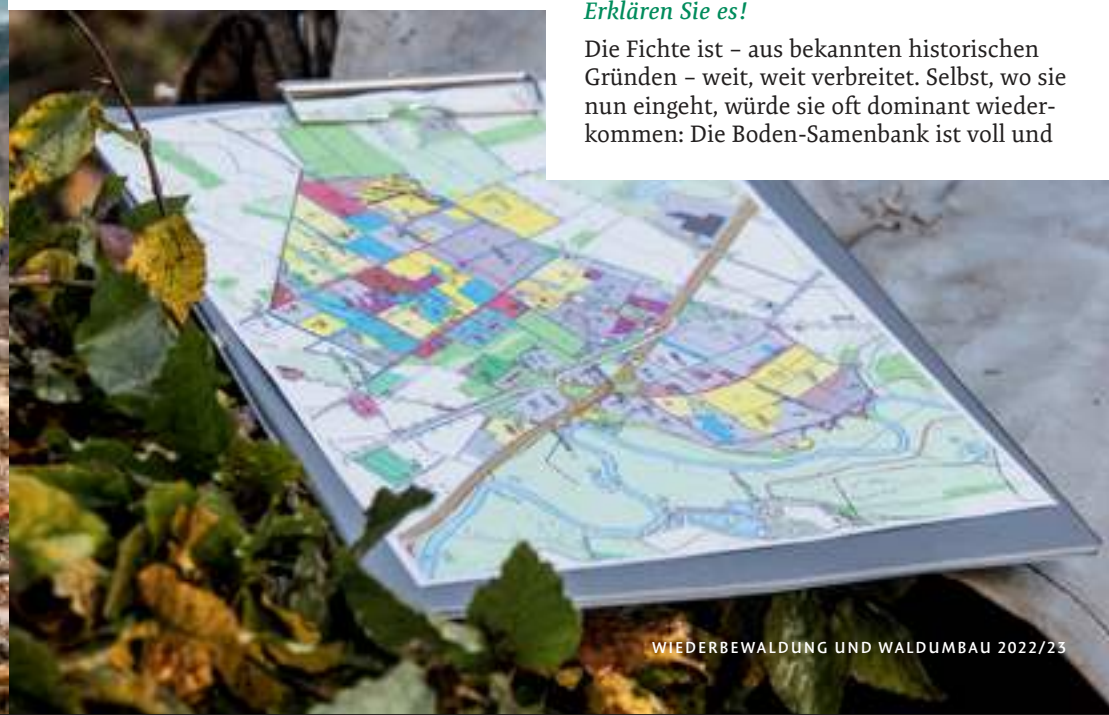 Erklären Sie es!
Die Fichte ist – aus bekannten historischen
Gründen – weit, weit verbreitet. Selbst, wo sie
nun eingeht, würde sie oft dominant wieder-
kommen: Die Boden-Samenbank ist voll und
WIEDERBEWALDUNG UND WALDUMBAU 2022/23